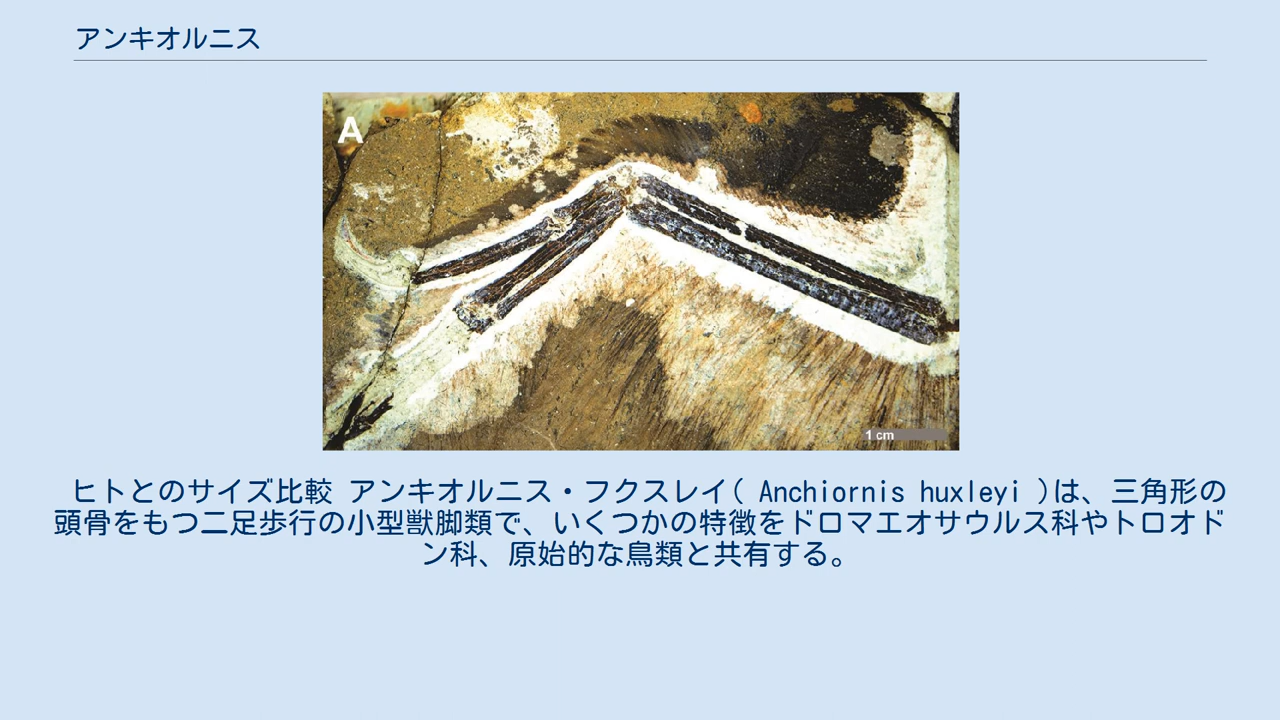 アンキオルニス
A
1 cm
ヒトとのサイズ比較 アンキオルニス・フクスレイ( Anchiornis huxleyi )は、三角形の
頭骨をもつ二足歩行の小型獣脚類で、いくつかの特徴をドロマエオサウルス科やトロオド
ン科、原始的な鳥類と共有する。